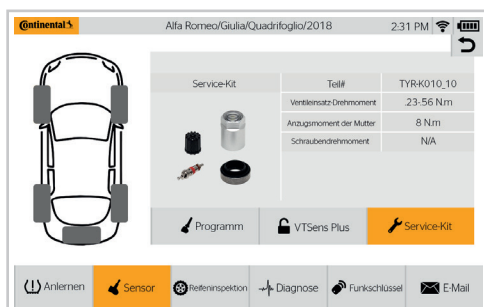 Continental
Alfa Romeo/Giulia/Quadrifoglio/2018
2:31 PM
Service-Kit
Teil#
TYR-K010_10
Ventileinsatz-Drehmoment
.23-.56 N.m
Anzugsmoment der Mutter
8 N.m
Schraubendrehmoment
N/A
Programm
VTSens Plus
Service-Kit
Anlernen
Sensor
Reifeninspektion
Diagnose
Funkschlüssel
E-Mail